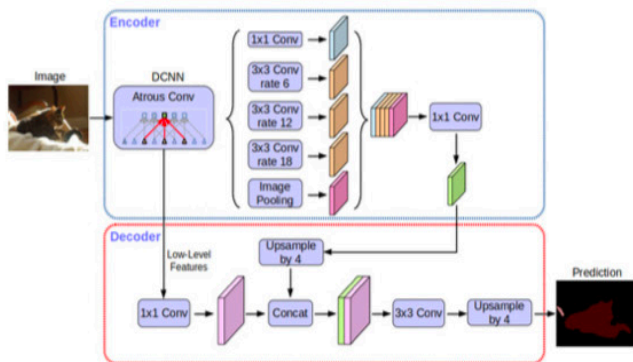 Encoder
Image
DCNN
Atrous Conv
1x1 Conv
3x3 Conv
rate 6
3x3 Conv
rate 12
3x3 Conv
rate 18
Image
Pooling
1x1 Conv
Decoder
Low-Level
Features
Upsample
by 4
1x1 Conv
Concat
3x3 Conv
Upsample
by 4
Prediction